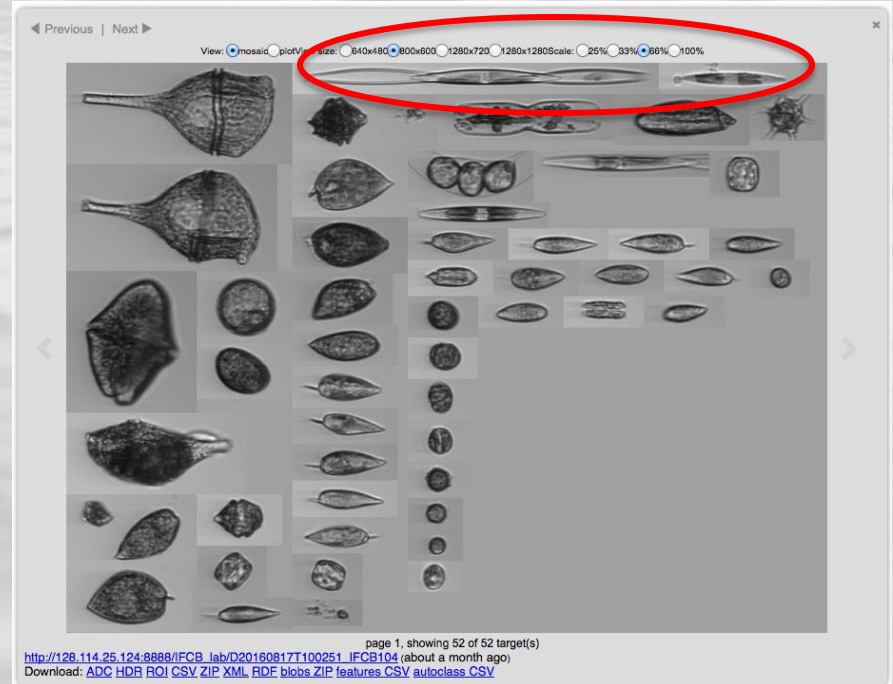 Previous | Next
×
View: mosaic plot View size: 640x480 800x600 1280x720 1280x1280 Scale: 25% 33% 66% 100%
page 1, showing 52 of 52 target(s)
http://128.114.25.124:8888/IFCB_lab/D20160817T100251_IFCB104 (about a month ago)
Download: ADC HDR ROI CSV ZIP XML RDF blobs ZIP features CSV autoclass CSV